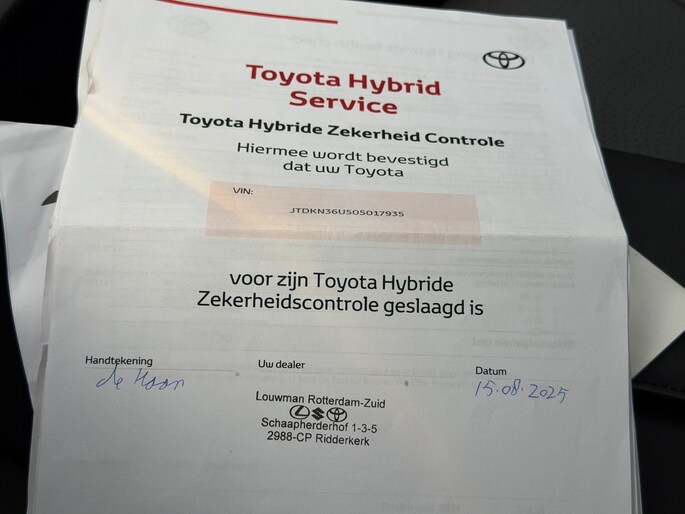 Toyota Hybrid
Service
Toyota Hybride Zekerheid Controle
Hiermee wordt bevestigd
dat uw Toyota
VIN:
JTDKN36U505017935
voor zijn Toyota Hybride
Zekerheidscontrole geslaagd is
Handtekening
Uw dealer
Datum
de Haan
15.08.2025
Louwman Rotterdam-Zuid
Schaapherderhof 1-3-5
2988-CP Ridderkerk